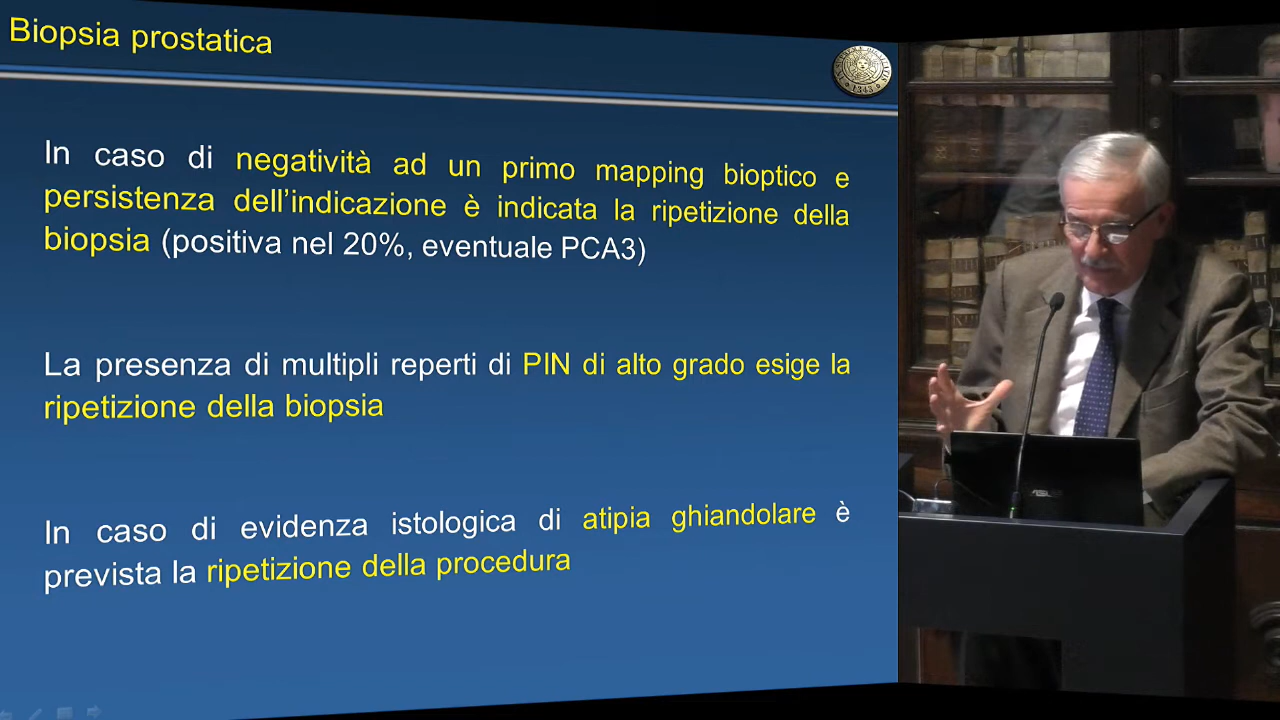 Biopsia prostatica
1343
In caso di negatività ad un primo mapping bioptico e
persistenza dell'indicazione è indicata la ripetizione della
biopsia (positiva nel 20%, eventuale PCA3)
La presenza di multipli reperti di PIN di alto grado esige la
ripetizione della biopsia
In caso di evidenza istologica di atipia ghiandolare è
prevista la ripetizione della procedura
ASUS